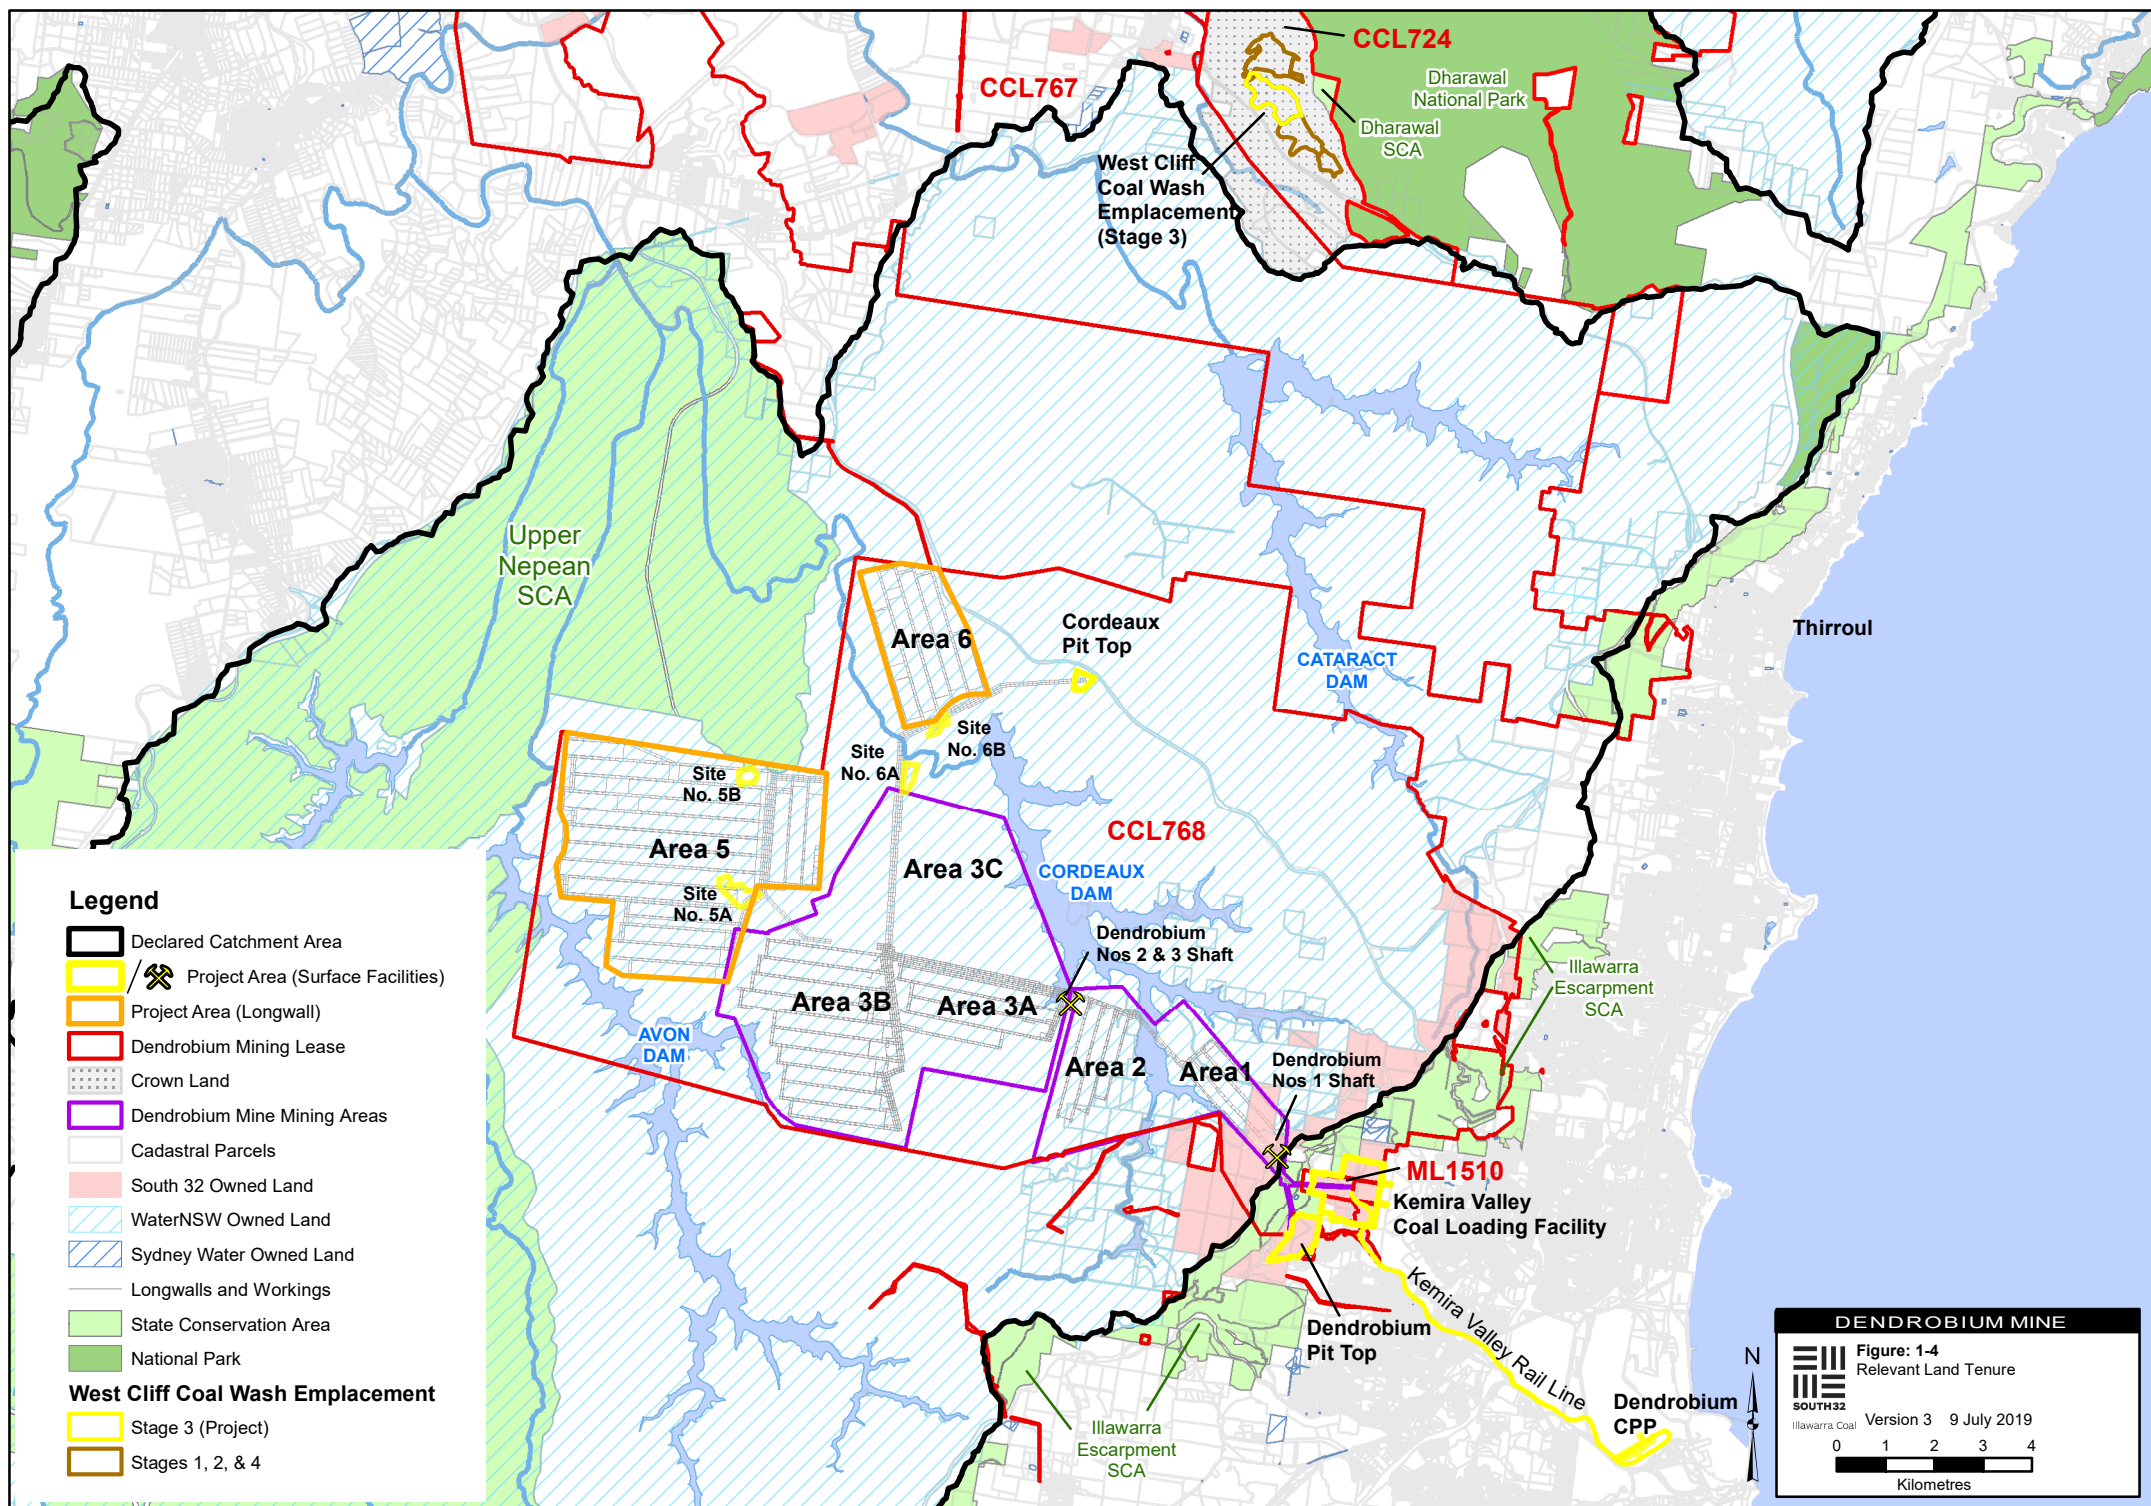 CCL724
CCL767
Dharawal
National Park
Dharawal
SCA
West Cliff
Coal Wash
Emplacement
(Stage 3)
Upper
Nepean
SCA
Area 6
Cordeaux
Pit Top
Thirroul
CATARACT
DAM
Site
No. 6B
Site
No. 6A
Site
No. 5B
CCL768
Area 5
Area 3C
CORDEAUX
DAM
Site
No. 5A
Dendrobium
Nos 2 & 3 Shaft
Illawarra
Escarpment
SCA
Area 3B
Area 3A
AVON
DAM
Area 2
Area1
Dendrobium
Nos 1 Shaft
ML1510
Kemira Valley
Coal Loading Facility
Kemira Valley Rail Line
Dendrobium
Pit Top
Dendrobium
CPP
Illawarra
Escarpment
SCA
Legend
Declared Catchment Area
/ Project Area (Surface Facilities)
Project Area (Longwall)
Dendrobium Mining Lease
Crown Land
Dendrobium Mine Mining Areas
Cadastral Parcels
South 32 Owned Land
WaterNSW Owned Land
Sydney Water Owned Land
Longwalls and Workings
State Conservation Area
National Park
West Cliff Coal Wash Emplacement
Stage 3 (Project)
Stages 1, 2, & 4
N
DENDROBIUM MINE
Figure: 1-4
Relevant Land Tenure
SOUTH32
Illawarra Coal
Version 3 9 July 2019
0 1 2 3 4
Kilometres